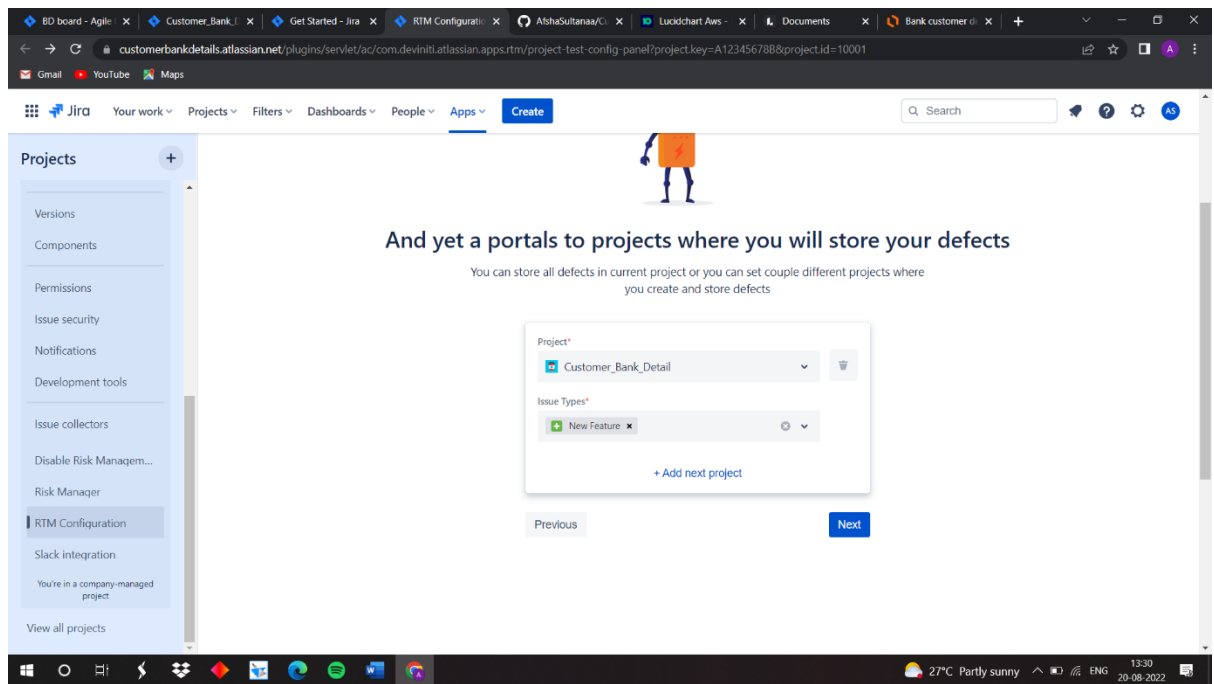 BD board - Agile
Customer_Bank_D
Get Started - Jira
RTM Configuratio
AfshaSultanaa/Cu
Lucidchart Aws -
Documents
Bank customer de
customerbankdetails.atlassian.net/plugins/servlet/ac/com.deviniti.atlassian.apps.rtm/project-test-config-panel?project.key=A12345678B&project.id=10001
A
Gmail YouTube Maps
Jira Your work Projects Filters Dashboards People Apps Create Search AS
Projects
Versions
Components
Permissions
Issue security
Notifications
Development tools
Issue collectors
Disable Risk Managem...
Risk Manager
RTM Configuration
Slack integration
You're in a company-managed
project
View all projects
And yet a portals to projects where you will store your defects
You can store all defects in current project or you can set couple different projects where
you create and store defects
Project*
Customer_Bank_Detail
Issue Types*
New Feature
+ Add next project
Previous Next
27°C Partly sunny ENG 13:30
20-08-2022